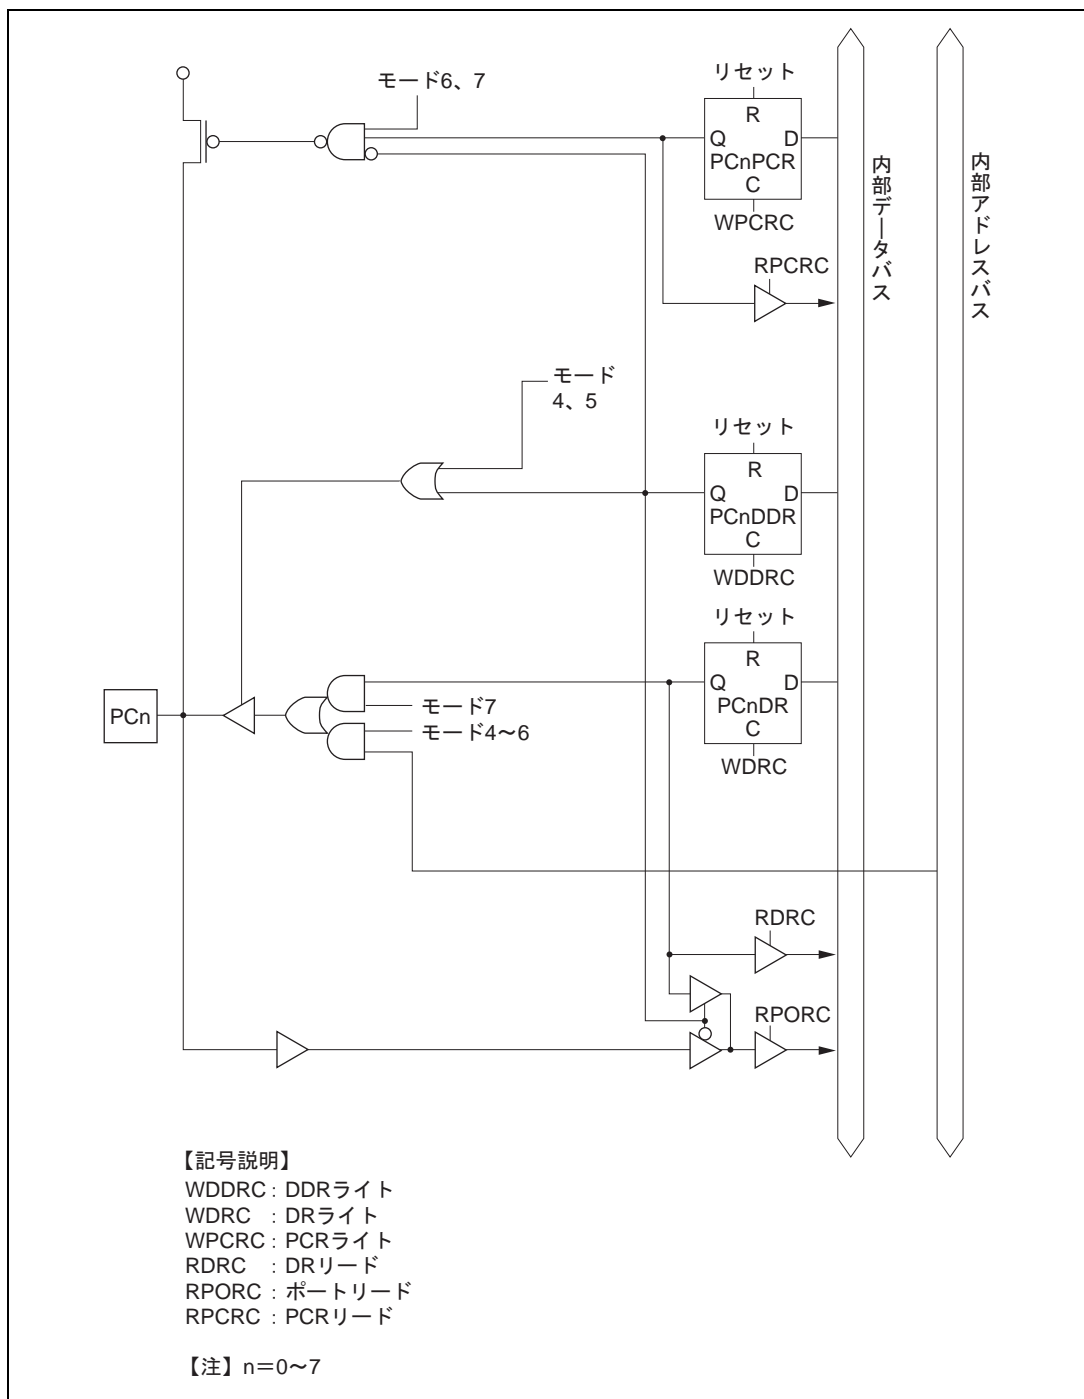 モード6、7
リセット
R
Q D
PCnPCR
C
WPCRC
RPCRC
内部データバス
内部アドレスバス
モード
4、5
リセット
R
Q D
PCnDDR
C
WDDRC
リセット
R
Q D
PCnDR
C
WDRC
PCn
モード7
モード4~6
RDRC
RPORC
【記号説明】
WDDRC : DDRライト
WDRC : DRライト
WPCRC : PCRライト
RDRC : DRリード
RPORC : ポートリード
RPCRC : PCRリード
【注】n=0~7